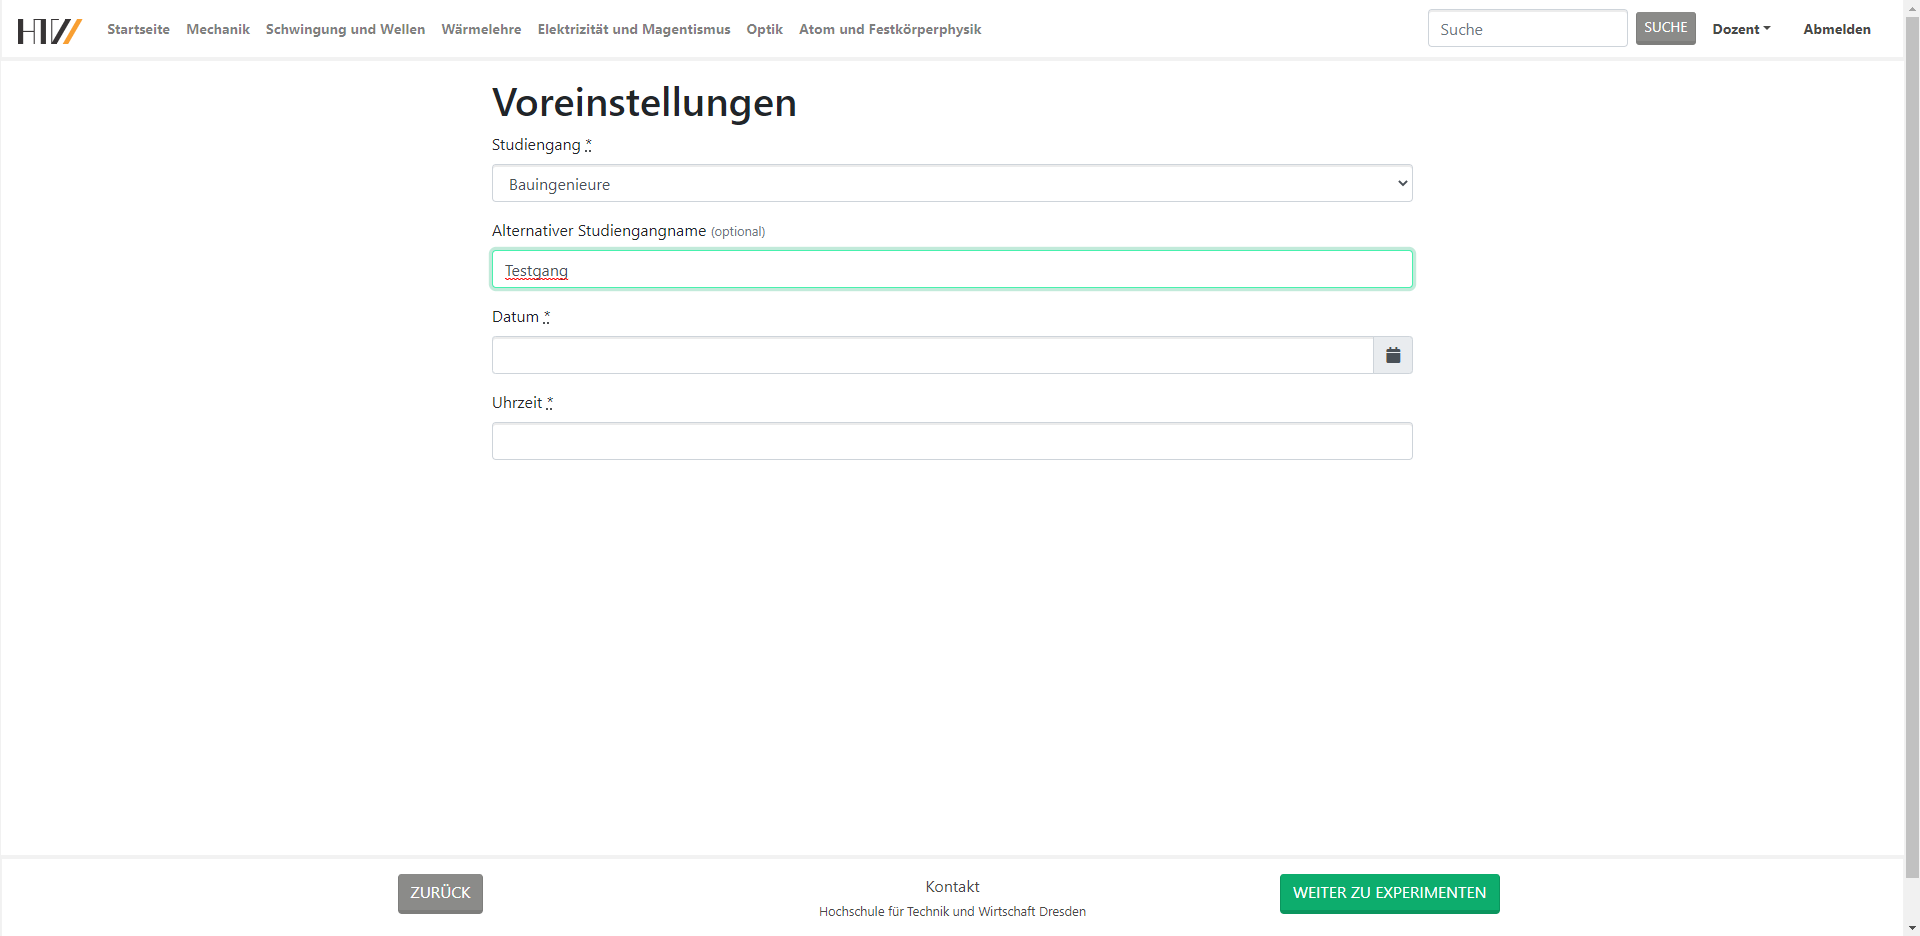 HTW Startseite Mechanik Schwingung und Wellen Wärmelehre Elektrizität und Magentismus Optik Atom und Festkörperphysik Suche SUCHE Dozent Abmelden
Voreinstellungen
Studiengang *
Bauingenieure
Alternativer Studiengangname (optional)
Testgang
Datum *
Uhrzeit *
ZURÜCK
Kontakt
Hochschule für Technik und Wirtschaft Dresden
WEITER ZU EXPERIMENTEN